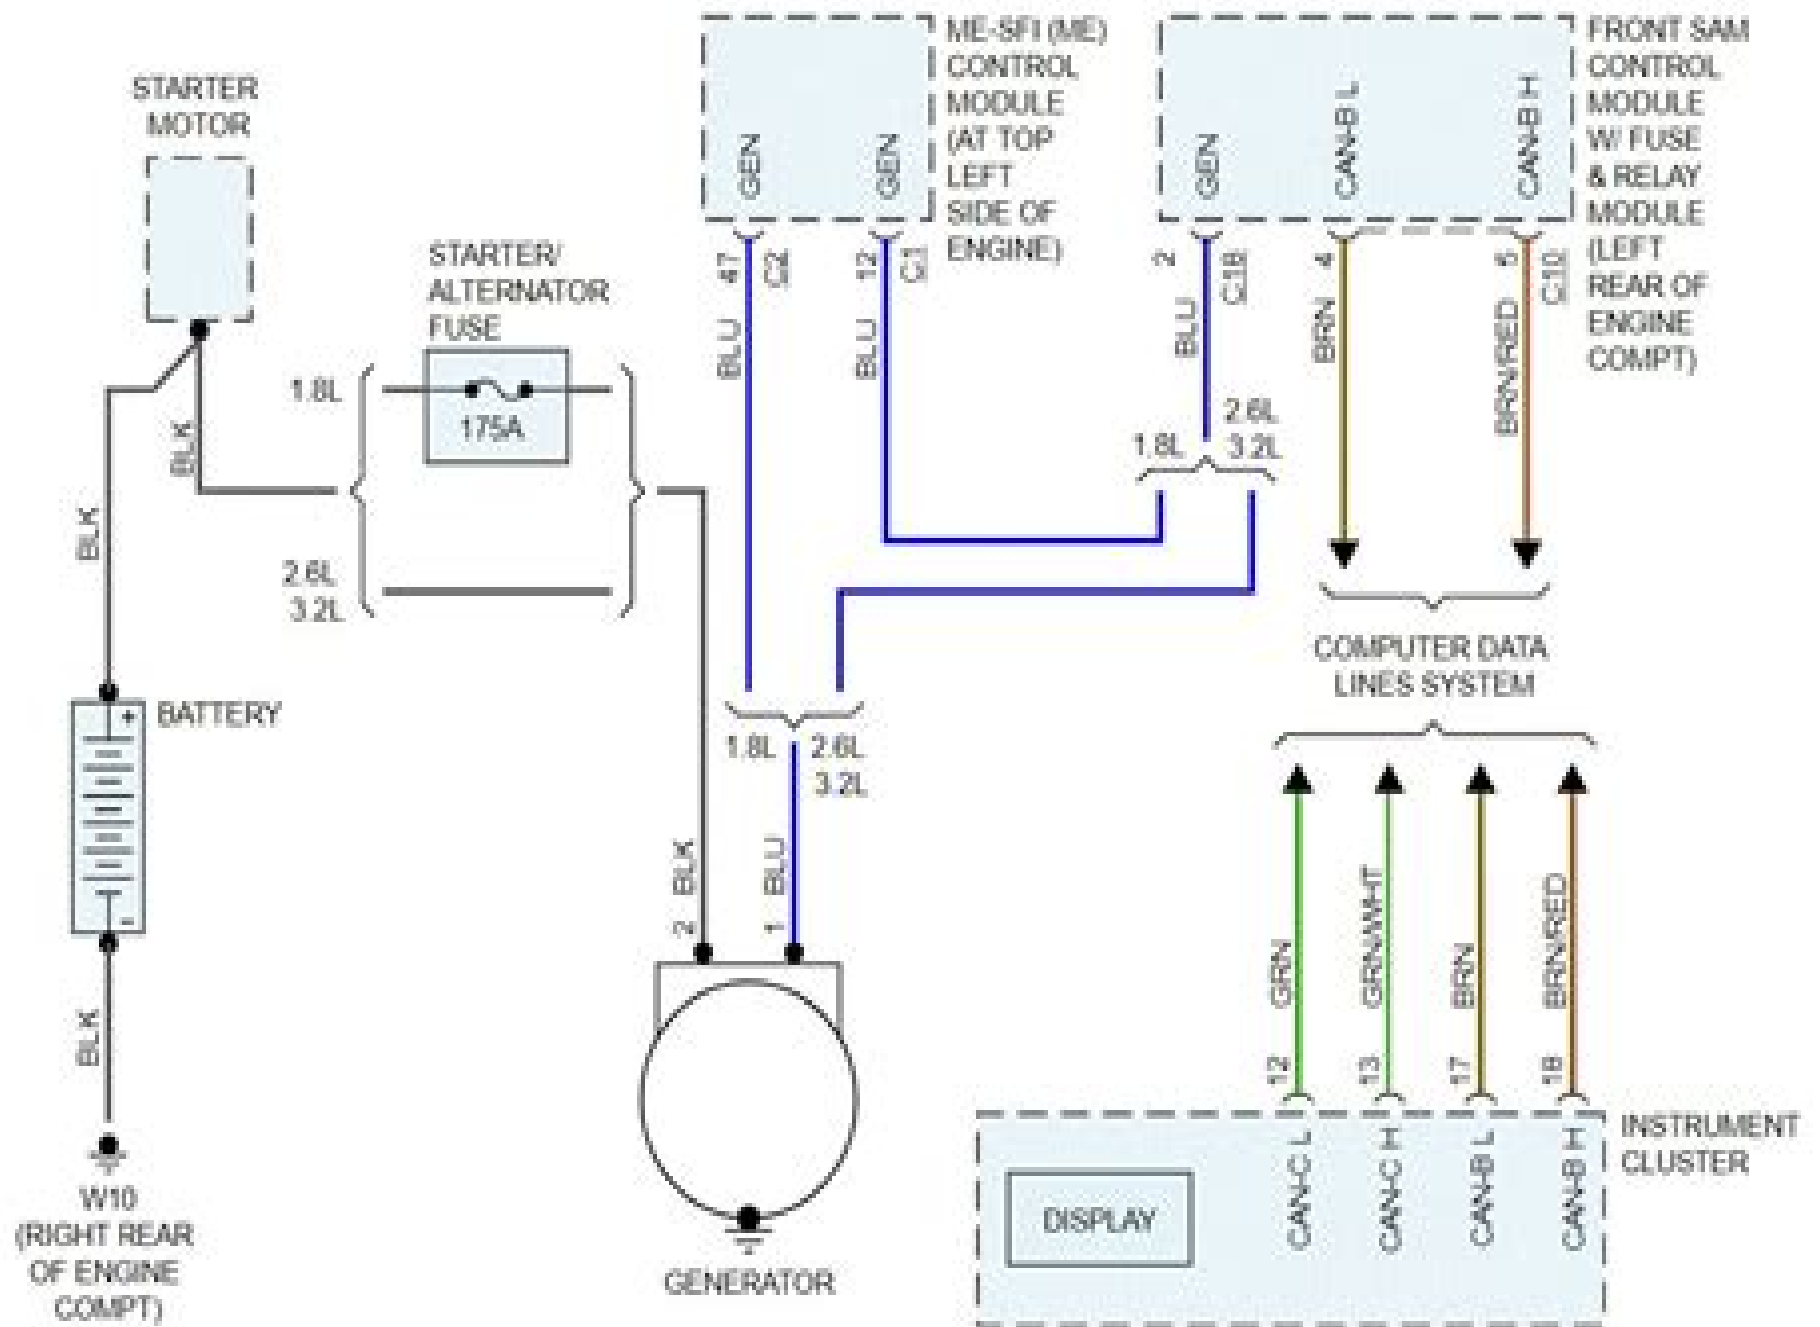 STARTER
MOTOR
ME-SFI (ME)
CONTROL
MODULE
(AT TOP
LEFT
SIDE OF
ENGINE)
FRONT SAM
CONTROL
MODULE
W/ FUSE
& RELAY
MODULE
(LEFT
REAR OF
ENGINE
COMPT)
GEN
GEN
GEN
CAN-B L
CAN-B H
47
C2
12
C1
2
C18
4
5
C10
BLU
BLU
BLU
BRN
BRN/RED
STARTER/
ALTERNATOR
FUSE
1.8L
175A
BLK
BLK
2.6L
3.2L
1.8L
2.6L
3.2L
COMPUTER DATA
LINES SYSTEM
BATTERY
+
-
1.8L
2.6L
3.2L
2
BLK
1
BLU
BLK
GRN
GRN/WHT
BRN
BRN/RED
12
13
17
18
W10
(RIGHT REAR
OF ENGINE
COMPT)
GENERATOR
DISPLAY
CAN-C L
CAN-C H
CAN-B L
CAN-B H
INSTRUMENT
CLUSTER